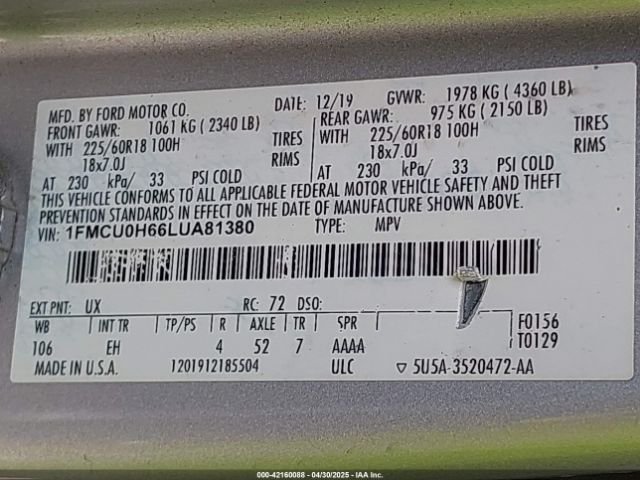 MFD. BY FORD MOTOR CO.
DATE: 12/19 GVWR: 1978 KG ( 4360 LB)
FRONT GAWR: 1061 KG ( 2340 LB)
REAR GAWR: 975 KG ( 2150 LB)
WITH 225/60R18 100H TIRES
WITH 225/60R18 100H TIRES
18x7.0J RIMS
18x7.0J RIMS
AT 230 kPa/ 33 PSI COLD
AT 230 kPa/ 33 PSI COLD
THIS VEHICLE CONFORMS TO ALL APPLICABLE FEDERAL MOTOR VEHICLE SAFETY AND THEFT
PREVENTION STANDARDS IN EFFECT ON THE DATE OF MANUFACTURE SHOWN ABOVE.
VIN: 1FMCU0H66LUA81380 TYPE: MPV
EXT PNT: UX RC: 72 DSO:
WB INT TR TP/PS R AXLE TR SPR F0156
106 EH 4 52 7 AAAA T0129
MADE IN U.S.A. 1201912185504 ULC ▽ 5U5A-3520472-AA
000-42160088 - 04/30/2025 - IAA Inc.